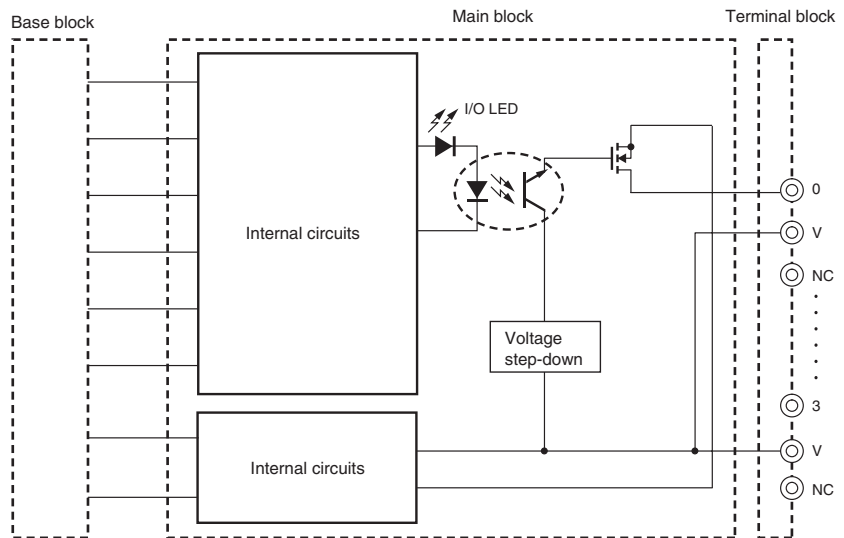 Base block
Main block
Terminal block
I/O LED
Internal circuits
Voltage
step-down
Internal circuits
0
V
NC
3
V
NC